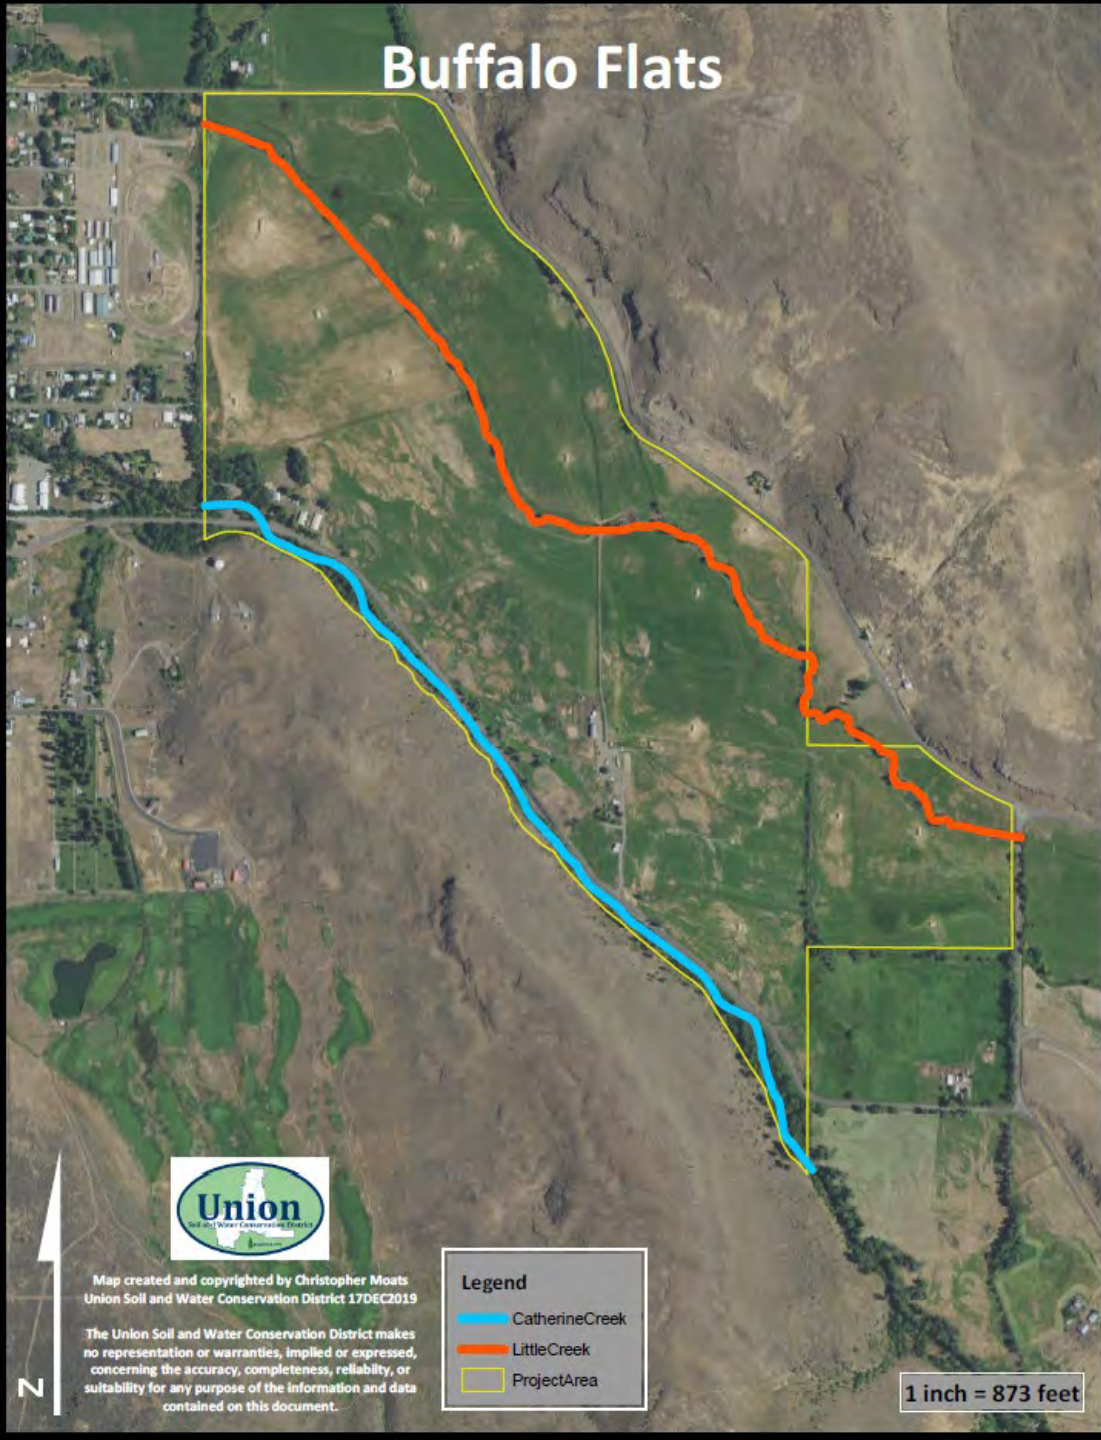 Buffalo Flats
Union
Soil and Water Conservation District
Map created and copyrighted by Christopher Moats
Union Soil and Water Conservation District 17DEC2019
The Union Soil and Water Conservation District makes
no representation or warranties, implied or expressed,
concerning the accuracy, completeness, reliabilty, or
suitability for any purpose of the information and data
contained on this document.
N
Legend
CatherineCreek
LittleCreek
ProjectArea
1 inch = 873 feet